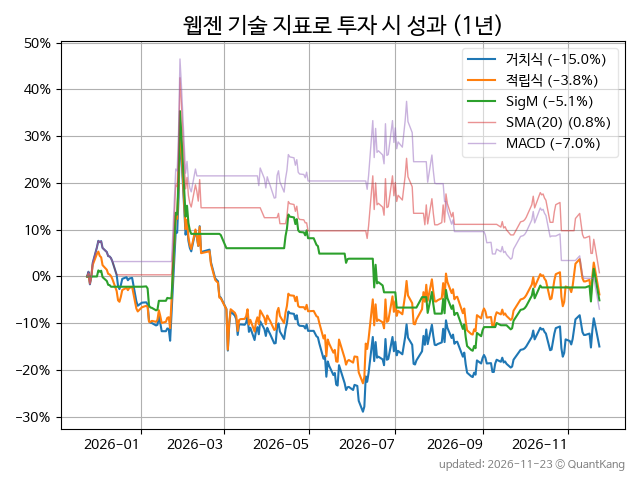 웹젠 기술 지표로 투자 시 성과 (1년)
거치식 (−15.0%)
적립식 (−3.8%)
SigM (−5.1%)
SMA(20) (0.8%)
MACD (−7.0%)
50%
40%
30%
20%
10%
0%
−10%
−20%
−30%
2026-01 2026-03 2026-05 2026-07 2026-09 2026-11
updated: 2026-11-23 ⓒ QuantKang